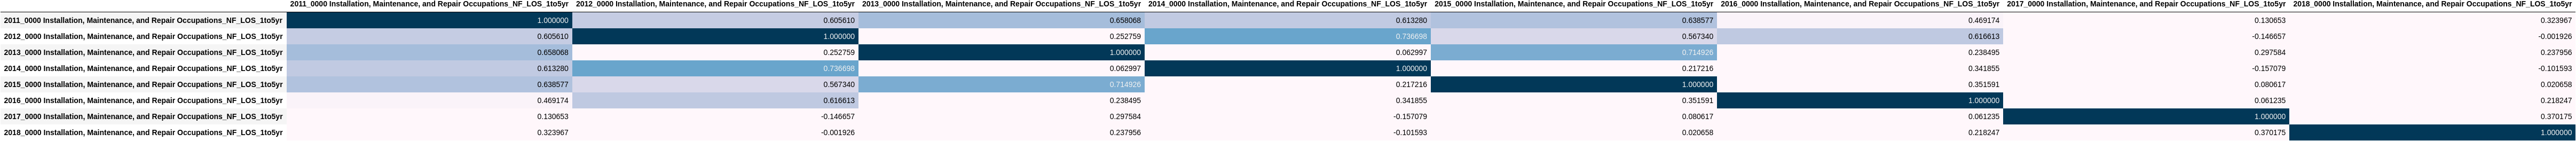 2011_0000 Installation, Maintenance, and Repair Occupations_NF_LOS_1to5yr 2012_0000 Installation, Maintenance, and Repair Occupations_NF_LOS_1to5yr 2013_0000 Installation, Maintenance, and Repair Occupations_NF_LOS_1to5yr 2014_0000 Installation, Maintenance, and Repair Occupations_NF_LOS_1to5yr 2015_0000 Installation, Maintenance, and Repair Occupations_NF_LOS_1to5yr 2016_0000 Installation, Maintenance, and Repair Occupations_NF_LOS_1to5yr 2017_0000 Installation, Maintenance, and Repair Occupations_NF_LOS_1to5yr 2018_0000 Installation, Maintenance, and Repair Occupations_NF_LOS_1to5yr
2011_0000 Installation, Maintenance, and Repair Occupations_NF_LOS_1to5yr 1.000000 0.605610 0.658068 0.613280 0.638577 0.469174 0.130653 0.323967
2012_0000 Installation, Maintenance, and Repair Occupations_NF_LOS_1to5yr 0.605610 1.000000 0.252759 0.736698 0.567340 0.616613 -0.146657 -0.001926
2013_0000 Installation, Maintenance, and Repair Occupations_NF_LOS_1to5yr 0.658068 0.252759 1.000000 0.062997 0.714926 0.238495 0.297584 0.237956
2014_0000 Installation, Maintenance, and Repair Occupations_NF_LOS_1to5yr 0.613280 0.736698 0.062997 1.000000 0.217216 0.341855 -0.157079 -0.101593
2015_0000 Installation, Maintenance, and Repair Occupations_NF_LOS_1to5yr 0.638577 0.567340 0.714926 0.217216 1.000000 0.351591 0.080617 0.020658
2016_0000 Installation, Maintenance, and Repair Occupations_NF_LOS_1to5yr 0.469174 0.616613 0.238495 0.341855 0.351591 1.000000 0.061235 0.218247
2017_0000 Installation, Maintenance, and Repair Occupations_NF_LOS_1to5yr 0.130653 -0.146657 0.297584 -0.157079 0.080617 0.061235 1.000000 0.370175
2018_0000 Installation, Maintenance, and Repair Occupations_NF_LOS_1to5yr 0.323967 -0.001926 0.237956 -0.101593 0.020658 0.218247 0.370175 1.000000